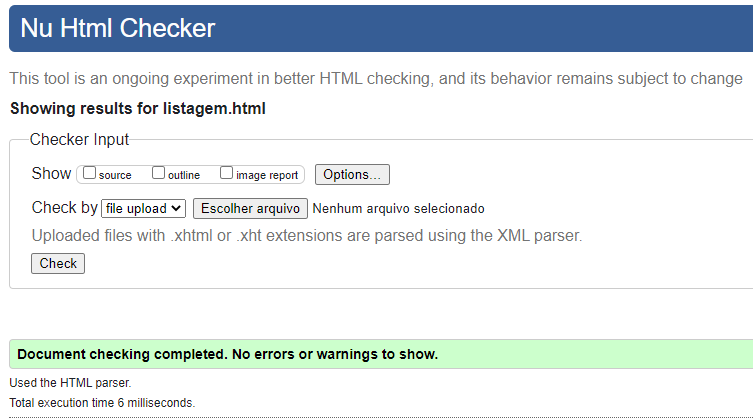 Nu Html Checker
This tool is an ongoing experiment in better HTML checking, and its behavior remains subject to change
Showing results for listagem.html
Checker Input
Show source outline image report Options...
Check by file upload Escolher arquivo Nenhum arquivo selecionado
Uploaded files with .xhtml or .xht extensions are parsed using the XML parser.
Check
Document checking completed. No errors or warnings to show.
Used the HTML parser.
Total execution time 6 milliseconds.